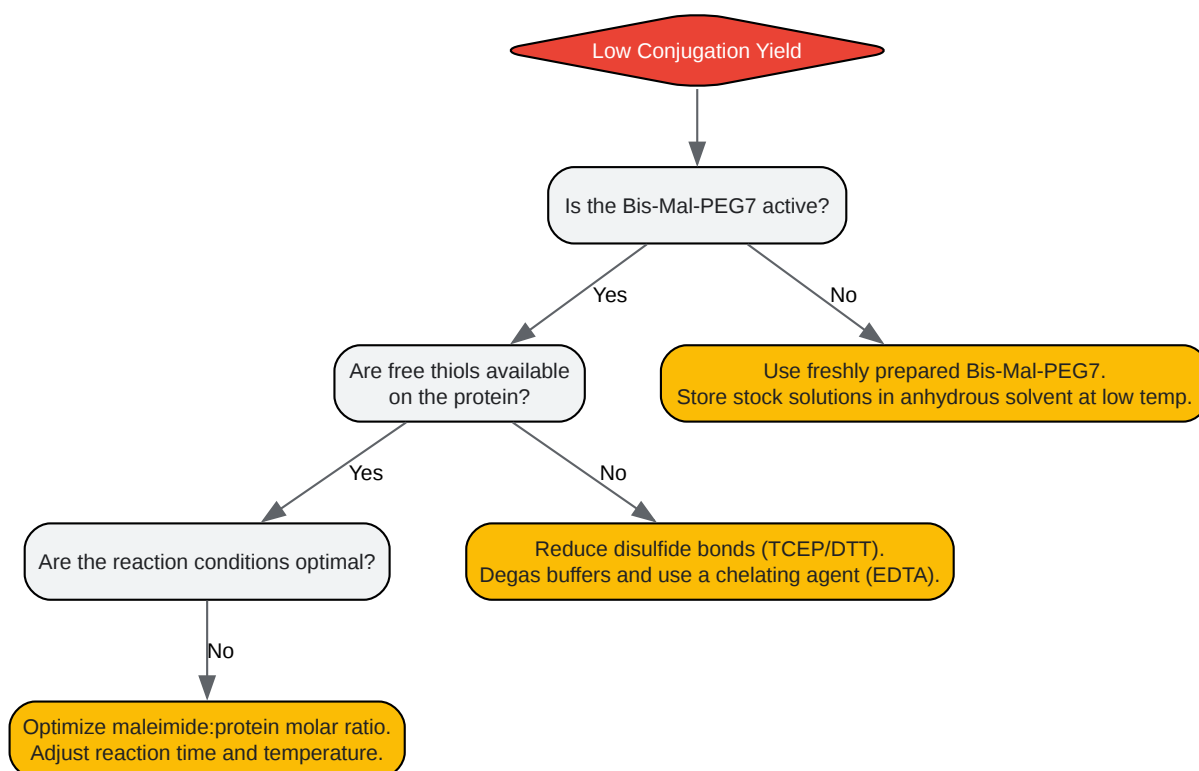 Low Conjugation Yield
Is the Bis-Mal-PEG7 active?
Yes
No
Are free thiols available
on the protein?
Use freshly prepared Bis-Mal-PEG7.
Store stock solutions in anhydrous solvent at low temp.
Yes
No
Are the reaction conditions optimal?
Reduce disulfide bonds (TCEP/DTT).
Degas buffers and use a chelating agent (EDTA).
No
Optimize maleimide:protein molar ratio.
Adjust reaction time and temperature.